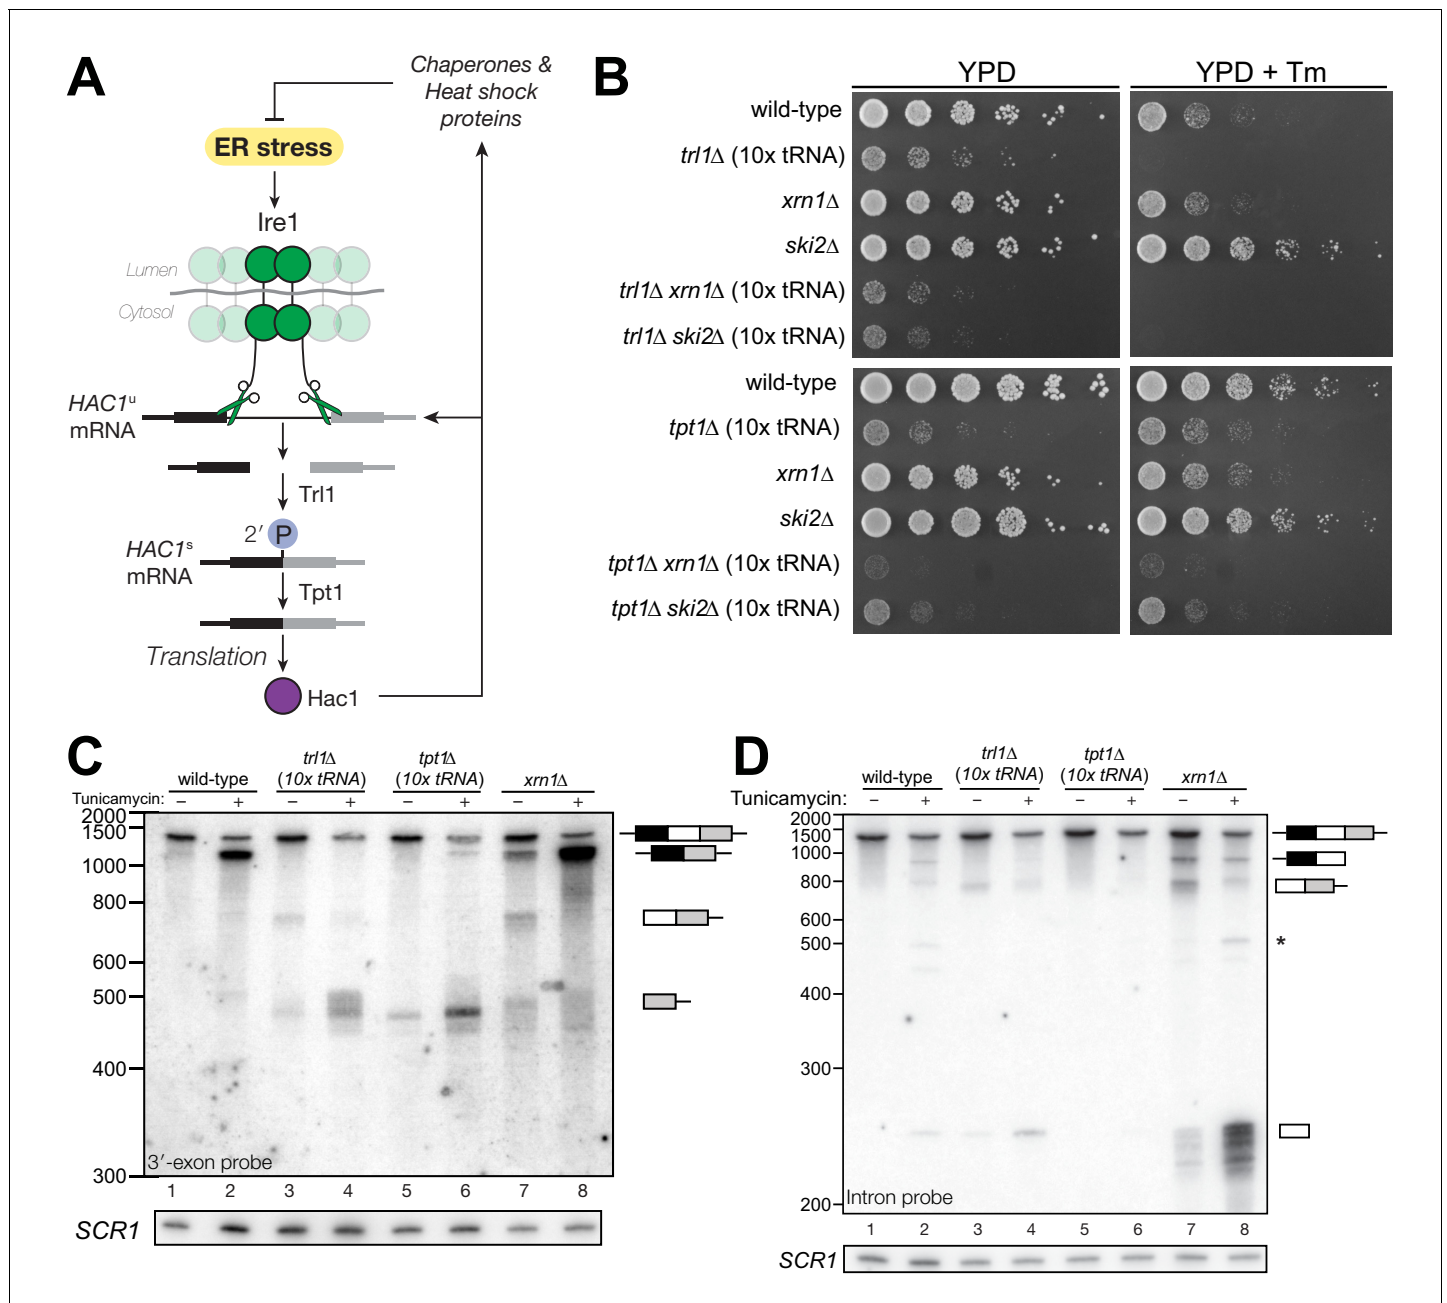 A
Chaperones &
Heat shock
proteins
ER stress
Ire1
Lumen
Cytosol
HAC1ᵘ
mRNA
Trl1
2′ P
HAC1ˢ
mRNA
Tpt1
Translation
Hac1
B
YPD
YPD + Tm
wild-type
trl1Δ (10x tRNA)
xrn1Δ
ski2Δ
trl1Δ xrn1Δ (10x tRNA)
trl1Δ ski2Δ (10x tRNA)
wild-type
tpt1Δ (10x tRNA)
xrn1Δ
ski2Δ
tpt1Δ xrn1Δ (10x tRNA)
tpt1Δ ski2Δ (10x tRNA)
C
wild-type
trl1Δ
(10x tRNA)
tpt1Δ
(10x tRNA)
xrn1Δ
Tunicamycin: − + − + − + − +
2000
1500
1000
800
600
500
400
300
3′-exon probe
1 2 3 4 5 6 7 8
SCR1
D
wild-type
trl1Δ
(10x tRNA)
tpt1Δ
(10x tRNA)
xrn1Δ
Tunicamycin: − + − + − + − +
2000
1500
1000
800
600
500
400
300
200
*
Intron probe
1 2 3 4 5 6 7 8
SCR1